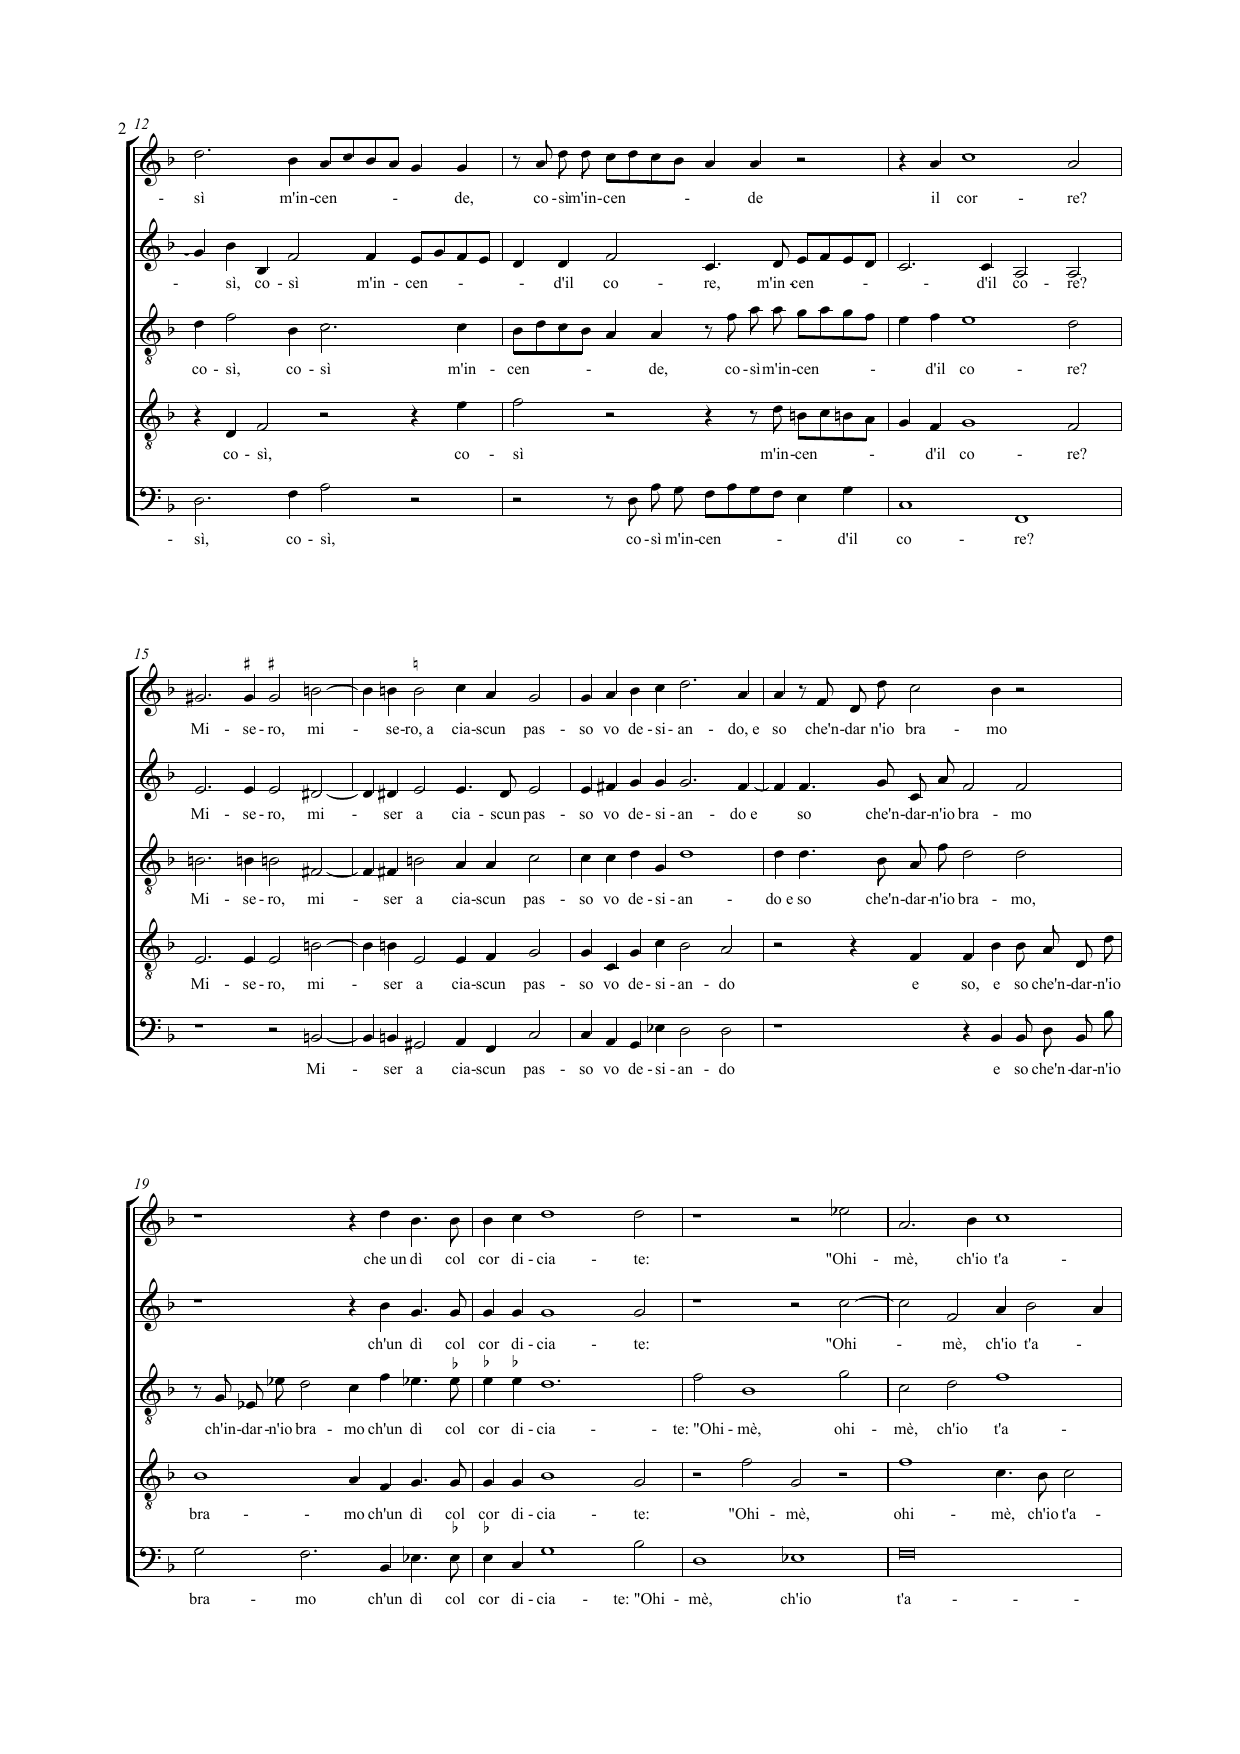 2
12
- sì m'in-cen - de, co-sìm'in-cen - de il cor - re?
- sì, co - sì m'in - cen - - - d'il co - re, m'in-cen - - - d'il co - re?
co - sì, co - sì m'in - cen - de, co-sìm'in-cen - - d'il co - re?
co - sì, co - sì m'in-cen - - d'il co - re?
- sì, co - sì, co-sì m'in-cen - d'il co - re?
15
Mi - se - ro, mi - se-ro, a cia-scun pas - so vo de-si-an - do, e so che'n-dar n'io bra - mo
Mi - se - ro, mi - ser a cia - scun pas - so vo de-si-an - do e so che'n-dar-n'io bra - mo
Mi - se - ro, mi - ser a cia-scun pas - so vo de-si-an - do e so che'n-dar-n'io bra - mo,
Mi - se - ro, mi - ser a cia-scun pas - so vo de-si-an - do e so, e so che'n-dar-n'io
Mi - ser a cia-scun pas - so vo de-si-an - do e so che'n-dar-n'io
19
che un dì col cor di-cia - te: "Ohi - mè, ch'io t'a -
ch'un dì col cor di-cia - te: "Ohi - mè, ch'io t'a -
ch'in-dar-n'io bra - mo ch'un dì col cor di-cia - - te: "Ohi - mè, ohi - mè, ch'io t'a -
bra - - mo ch'un dì col cor di-cia - te: "Ohi - mè, ohi - mè, ch'io t'a -
bra - mo ch'un dì col cor di-cia - te: "Ohi - mè, ch'io t'a - - -